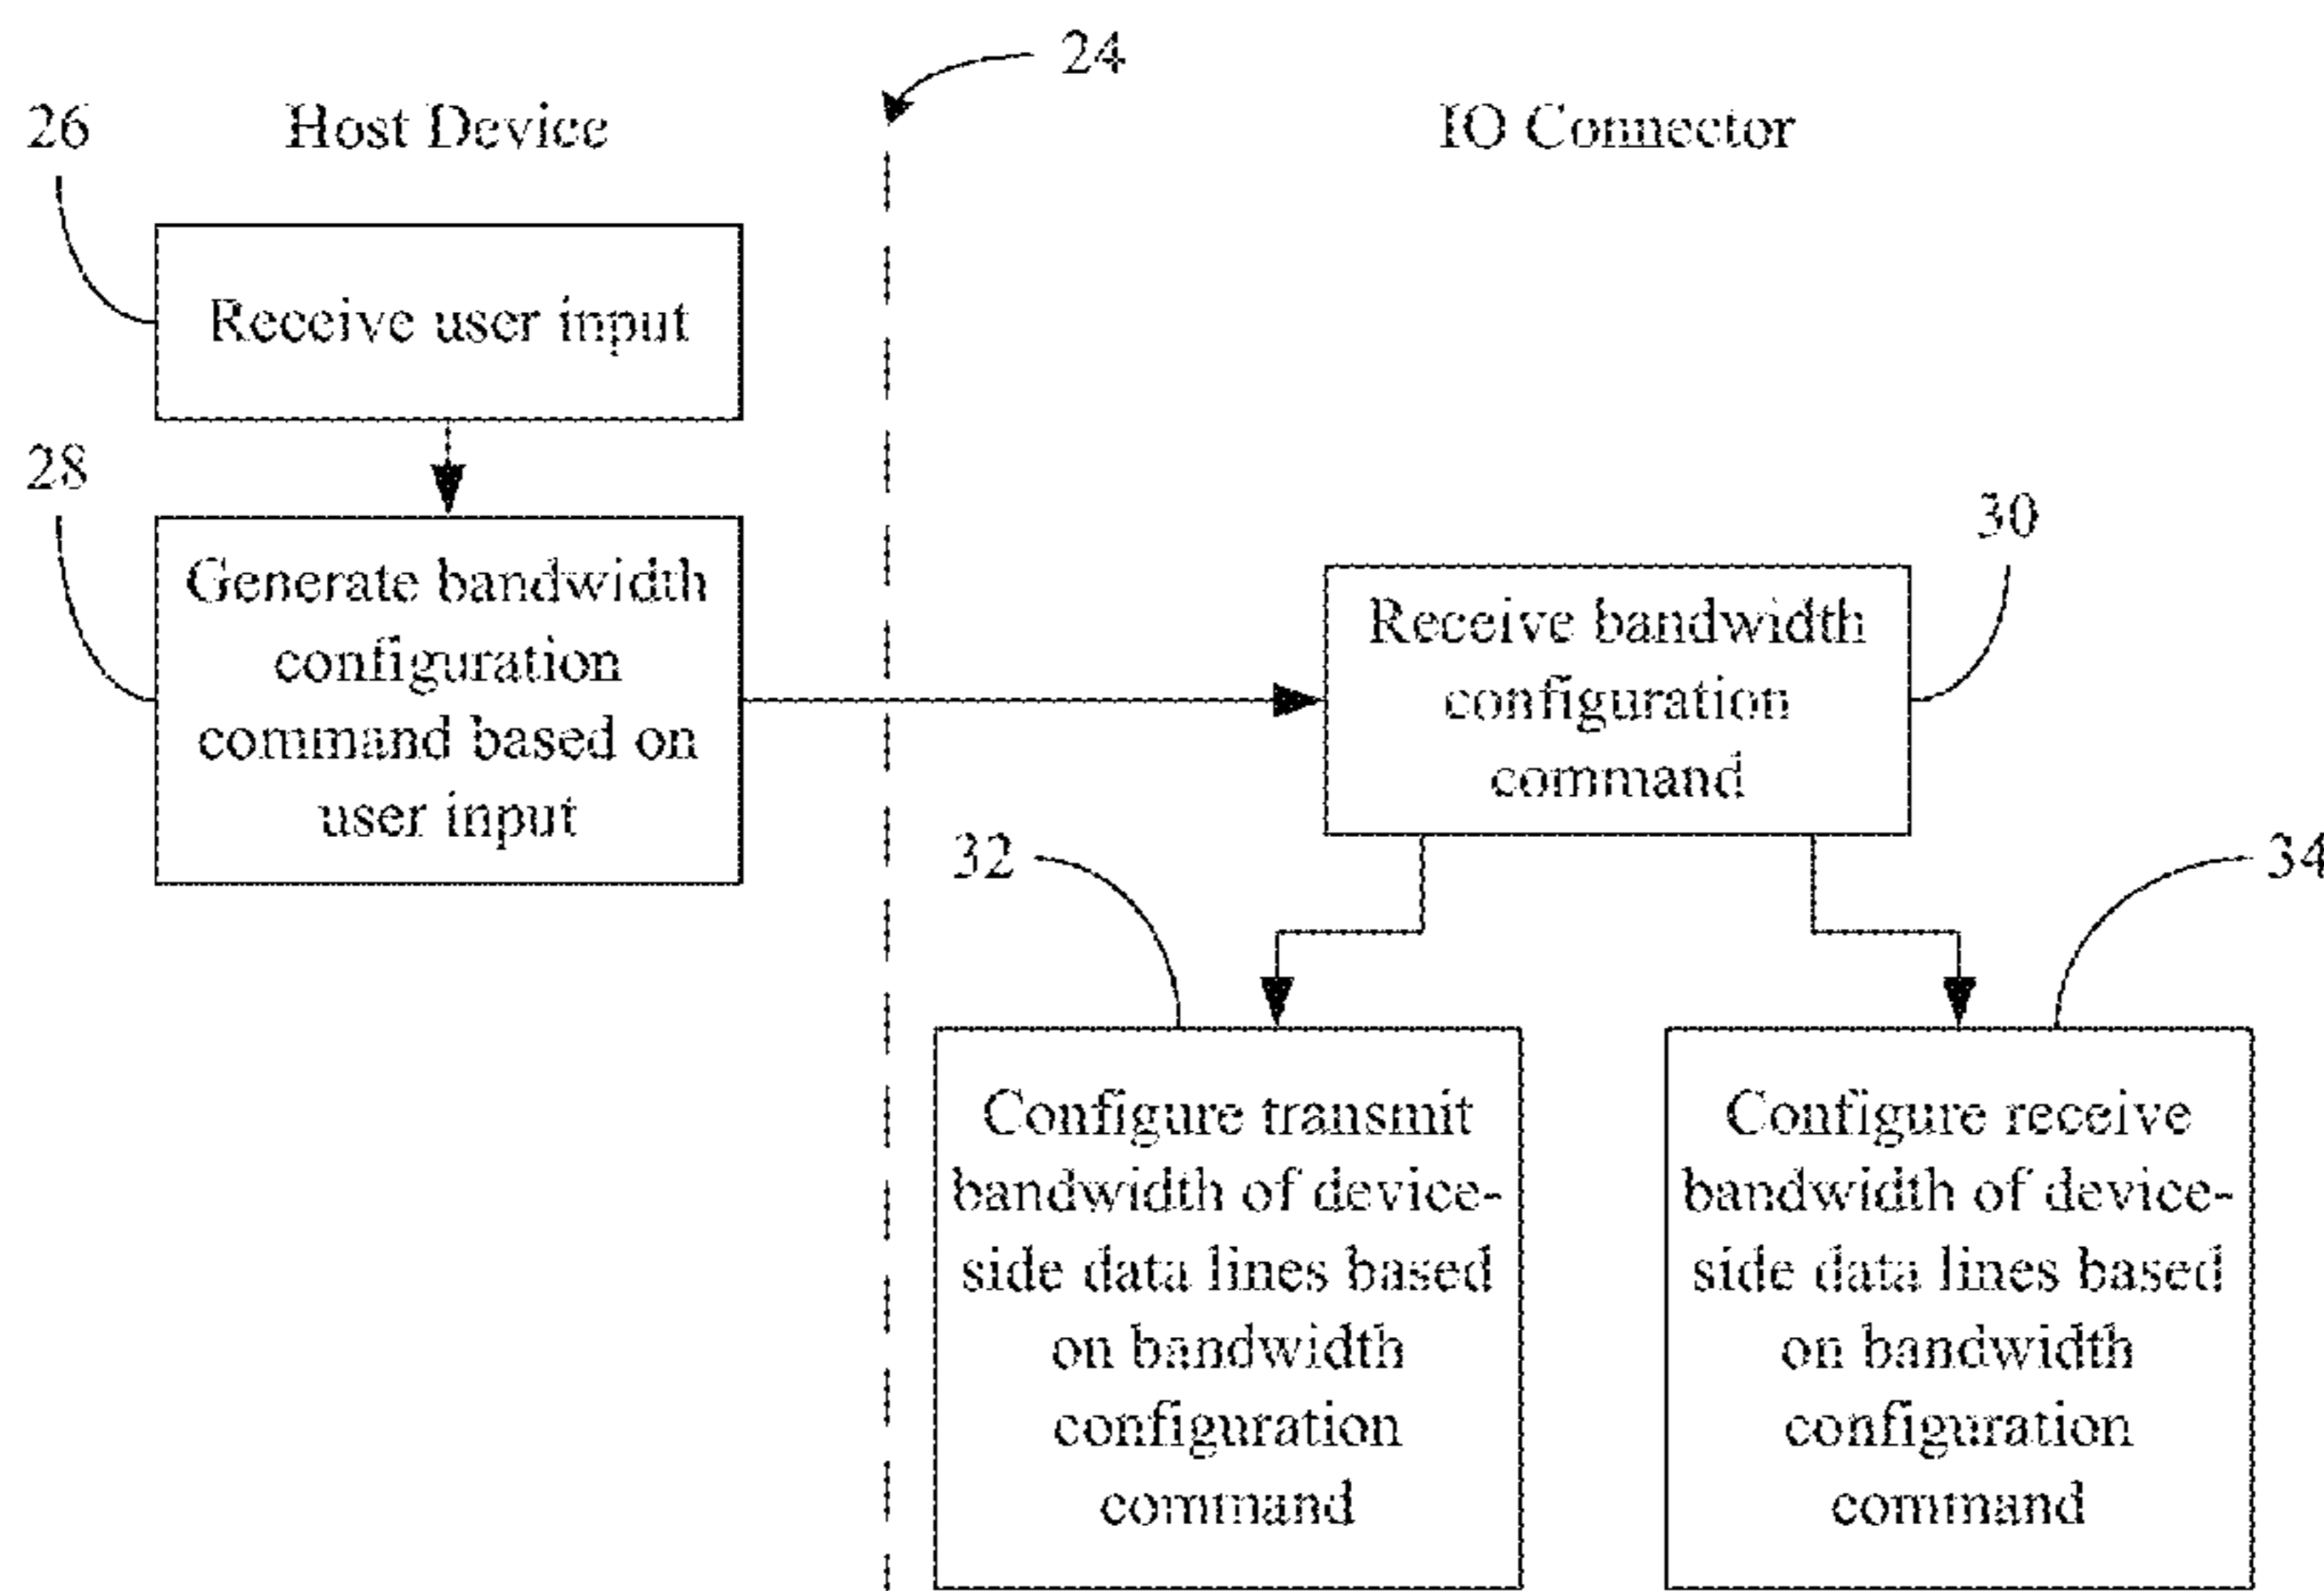 24
26
Host Device
IO Connector
Receive user input
28
Generate bandwidth
configuration
command based on
user input
30
Receive bandwidth
configuration
command
32
34
Configure transmit
bandwidth of device-
side data lines based
on bandwidth
configuration
command
Configure receive
bandwidth of device-
side data lines based
on bandwidth
configuration
command